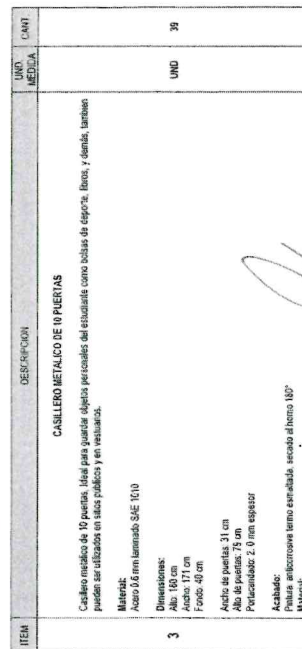 ITEM
DESCRIPCION
UND. MEDIDA
CANT.
3
CASILLERO METALICO DE 10 PUERTAS
Casillero metálico de 10 puertas, ideal para guardar objetos personales del estudiante como bolsas de deporte, libros, y demás, tambien
pueden ser utilizados en sitios públicos y en vestuarios.
Material:
Acero 0.6 mm laminado SAE 1010
Dimensiones:
Alto: 160 cm
Ancho: 171 cm
Fondo: 40 cm
Ancho de puertas: 31 cm
Alto de puertas: 75 cm
Portacandado: 2. 0 mm espesor
Acabado:
Pintura: anticorrosiva termo esmaltada, secado al horno 180°
Material:
UND
39